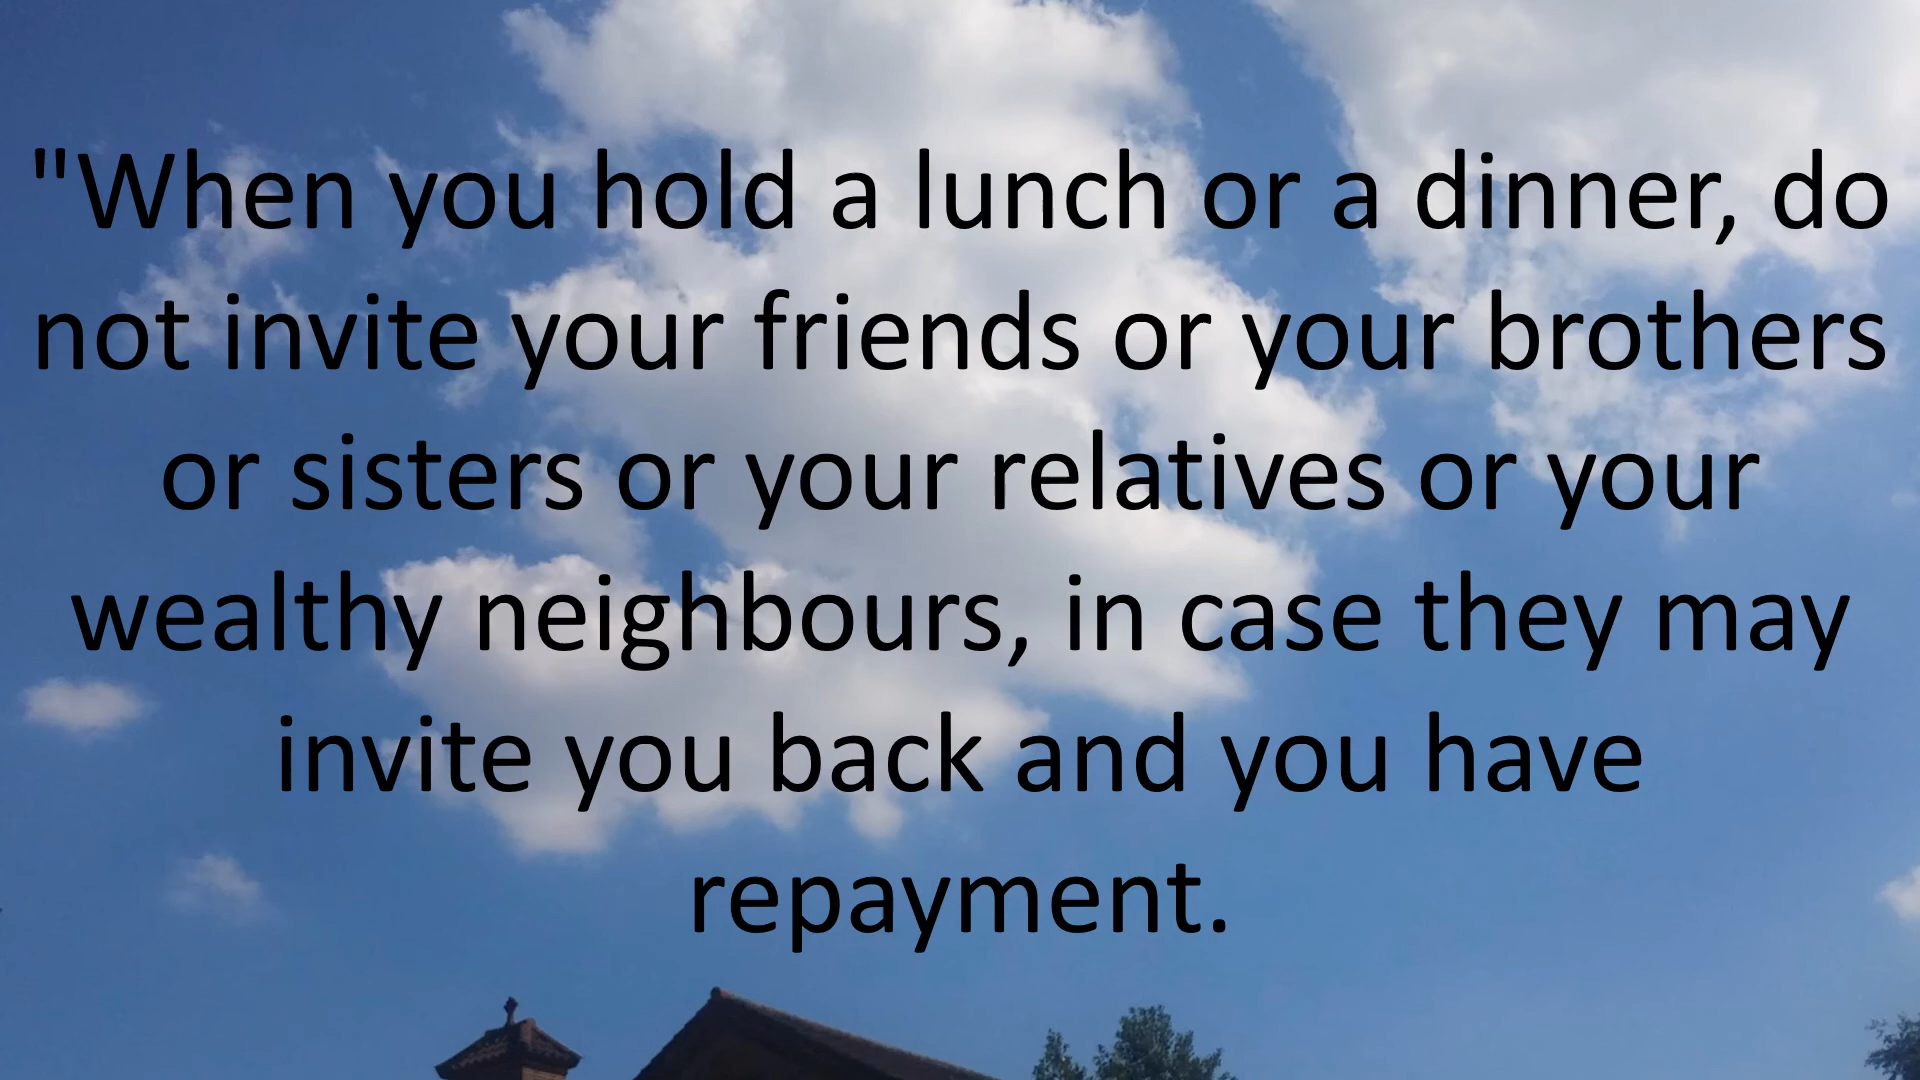 "When you hold a lunch or a dinner, do
not invite your friends or your brothers
or sisters or your relatives or your
wealthy neighbours, in case they may
invite you back and you have
repayment.